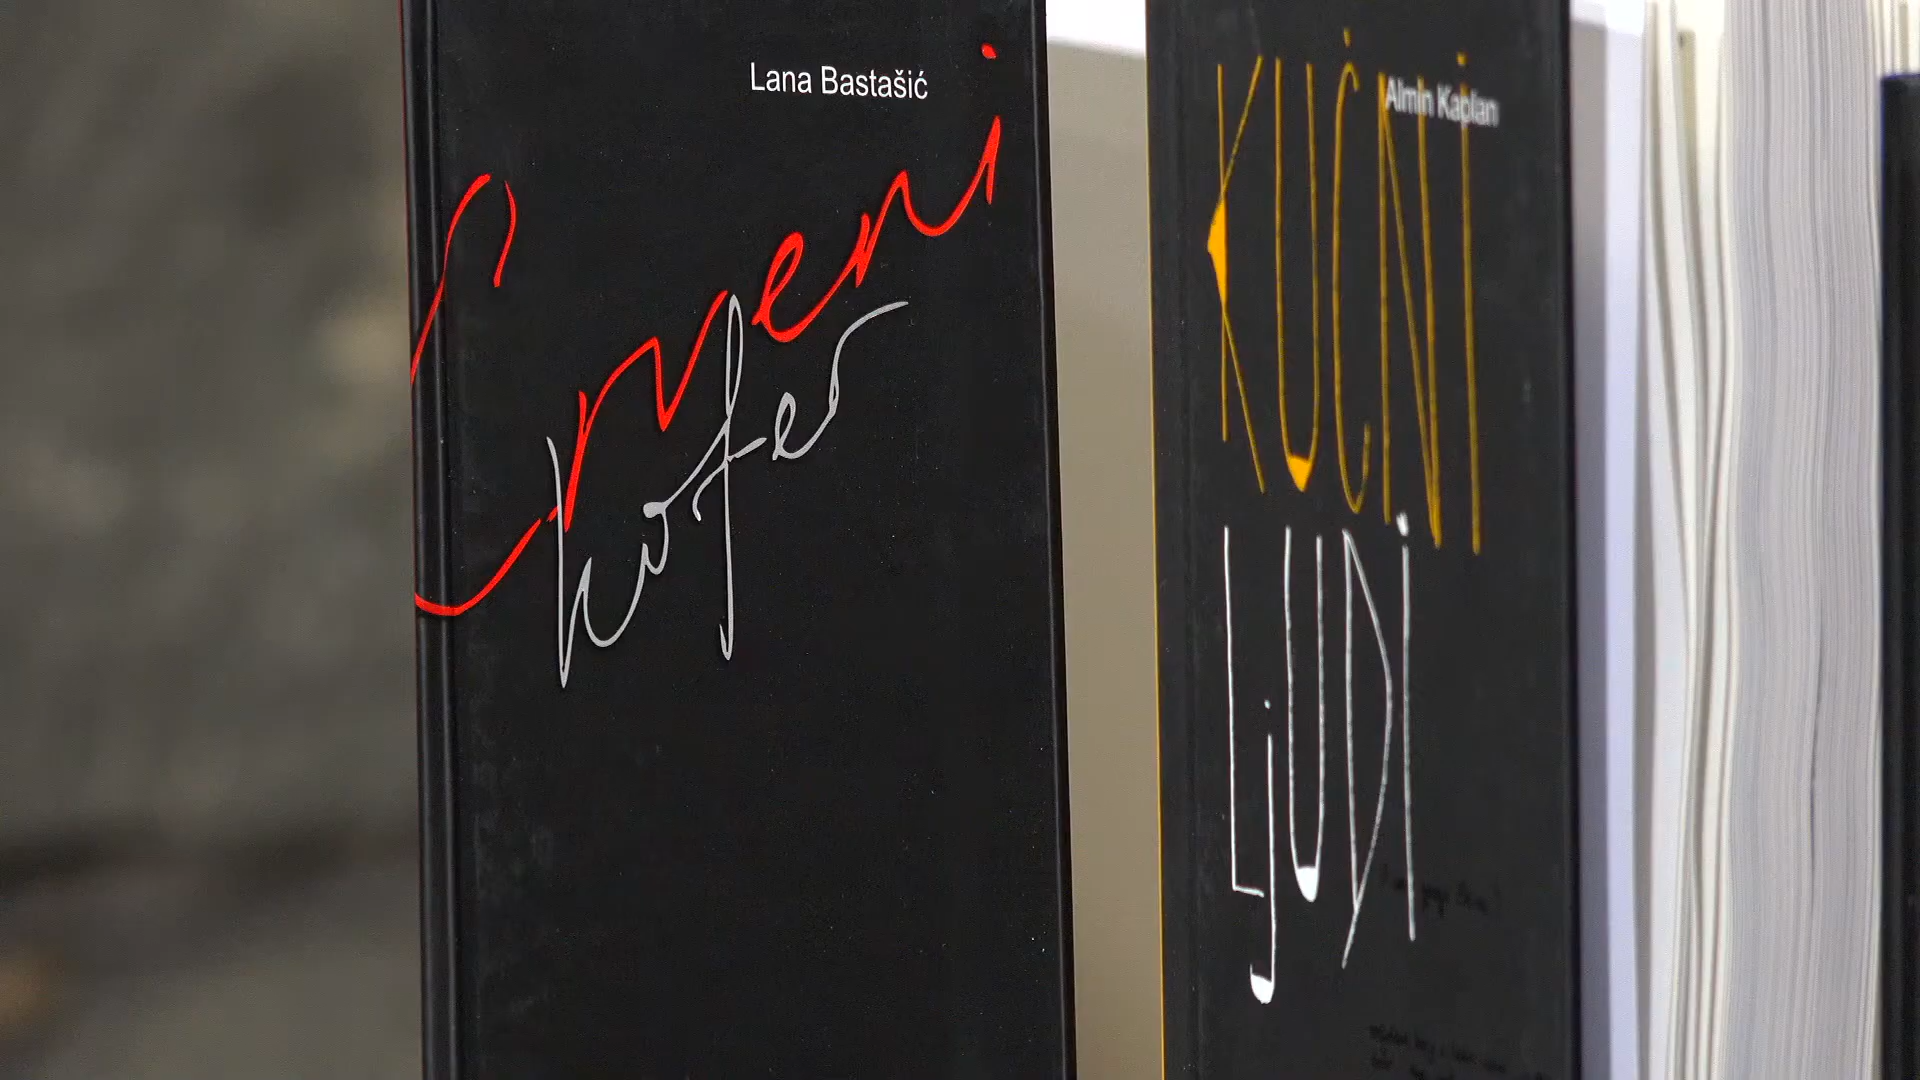 Lana Bastašić
Crveni
kofer
Almin Kaplan
KUĆNI
LjUDi